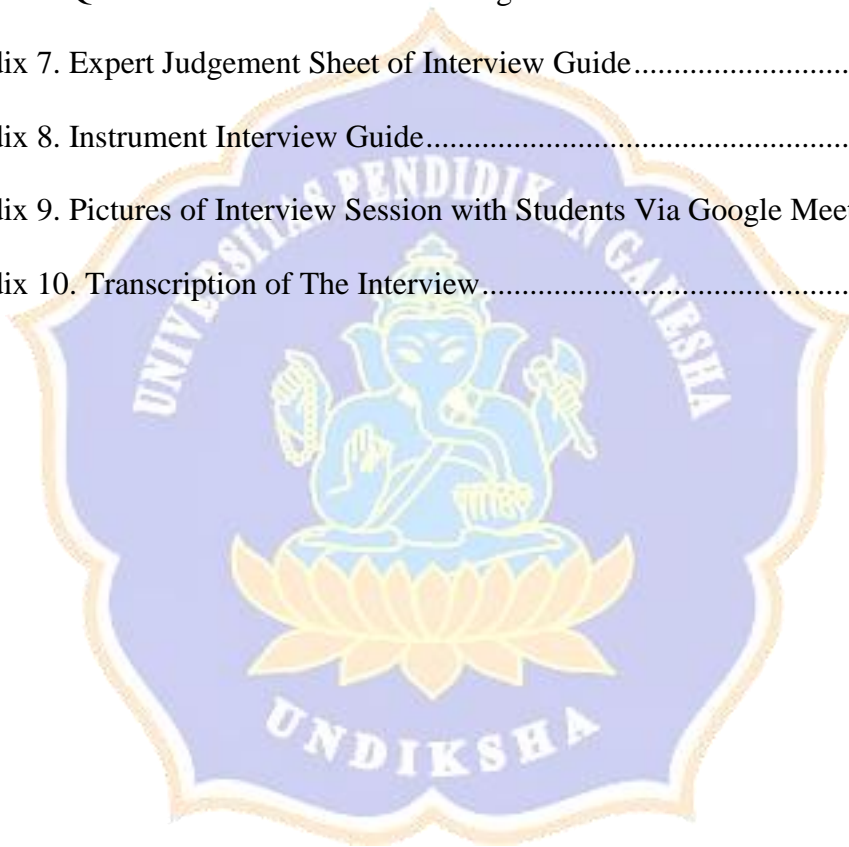 dix 7. Expert Judgement Sheet of Interview Guide............................
dix 8. Instrument Interview Guide.....................................................
dix 9. Pictures of Interview Session with Students Via Google Mee
dix 10. Transcription of The Interview..............................................
UNIVERSITAS PENDIDIKAN GANESHA
UNDIKSHA